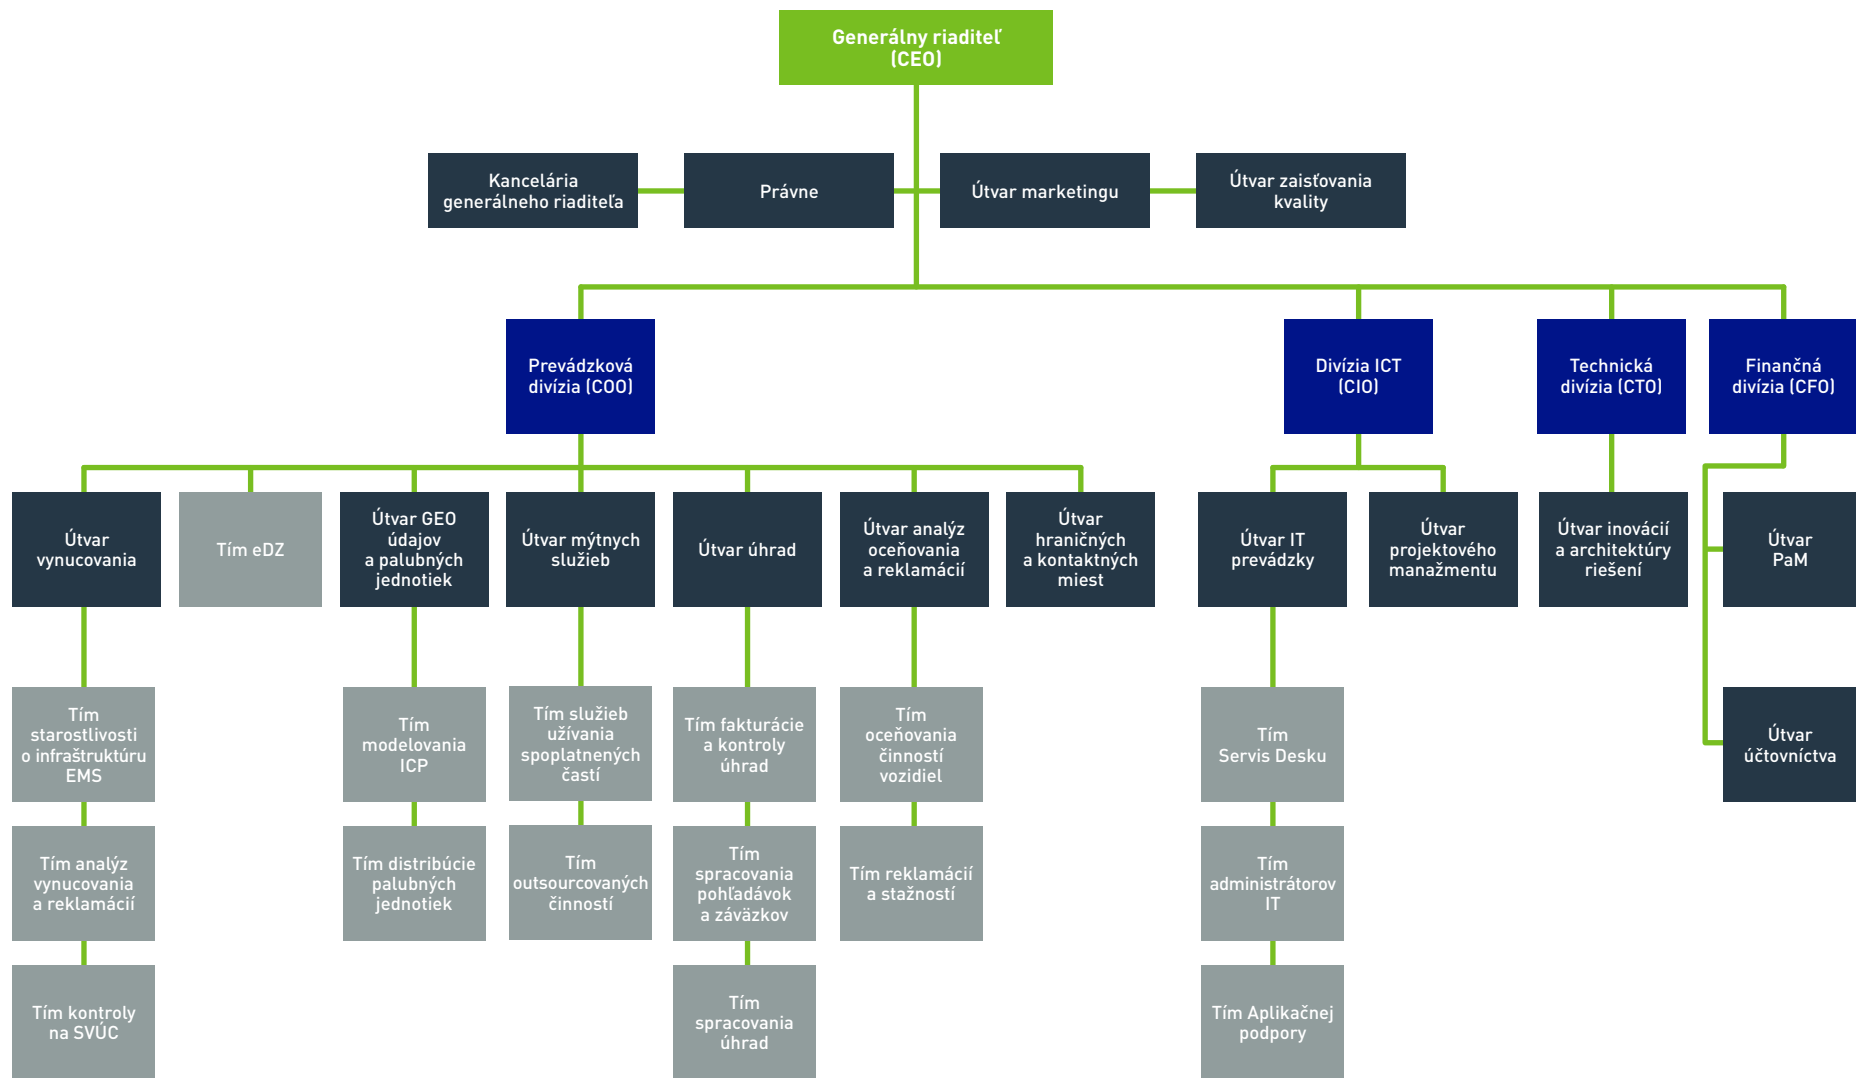 Generálny riaditeľ
(CEO)
Kancelária
generálneho riaditeľa
Právne
Útvar marketingu
Útvar zaisťovania
kvality
Prevádzková
divízia (COO)
Divízia ICT
(CIO)
Technická
divízia (CTO)
Finančná
divízia (CFO)
Útvar
vynucovania
Tím eDZ
Útvar GEO
údajov
a palubných
jednotiek
Útvar mýtnych
služieb
Útvar úhrad
Útvar analýz
oceňovania
a reklamácií
Útvar
hraničných
a kontaktných
miest
Útvar IT
prevádzky
Útvar
projektového
manažmentu
Útvar inovácií
a architektúry
riešení
Útvar
PaM
Tím
starostlivosti
o infraštruktúru
EMS
Tím
modelovania
ICP
Tím služieb
užívania
spoplatnených
častí
Tím fakturácie
a kontroly
úhrad
Tím
oceňovania
činností
vozidiel
Tím
Servis Desku
Útvar
účtovníctva
Tím analýz
vynucovania
a reklamácií
Tím distribúcie
palubných
jednotiek
Tím
outsourcovaných
činností
Tím
spracovania
pohľadávok
a záväzkov
Tím reklamácií
a stažností
Tím
administrátorov
IT
Tím kontroly
na SVÚC
Tím
spracovania
úhrad
Tím Aplikačnej
podpory